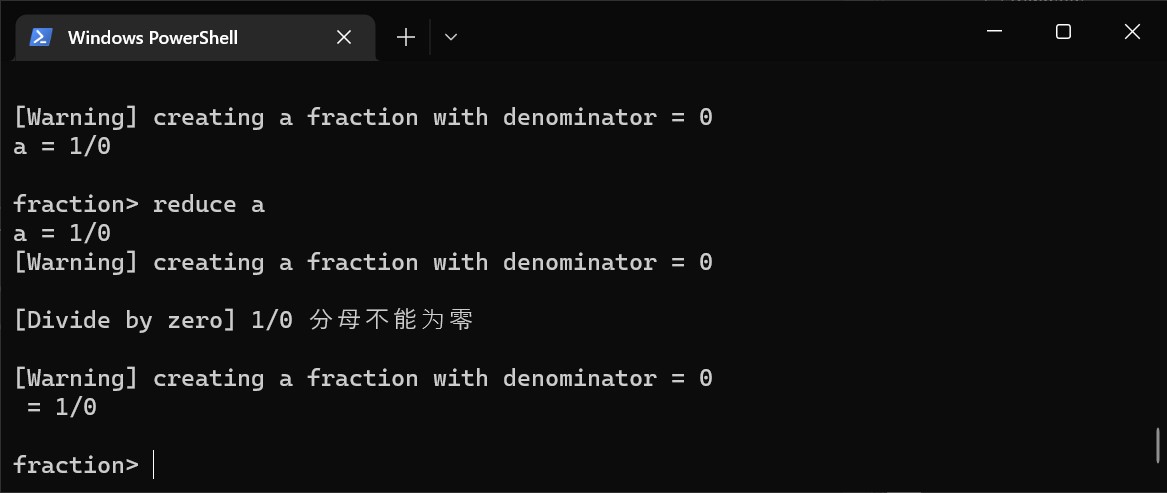 Windows PowerShell
[Warning] creating a fraction with denominator = 0
a = 1/0
fraction> reduce a
a = 1/0
[Warning] creating a fraction with denominator = 0
[Divide by zero] 1/0 分母不能为零
[Warning] creating a fraction with denominator = 0
= 1/0
fraction>